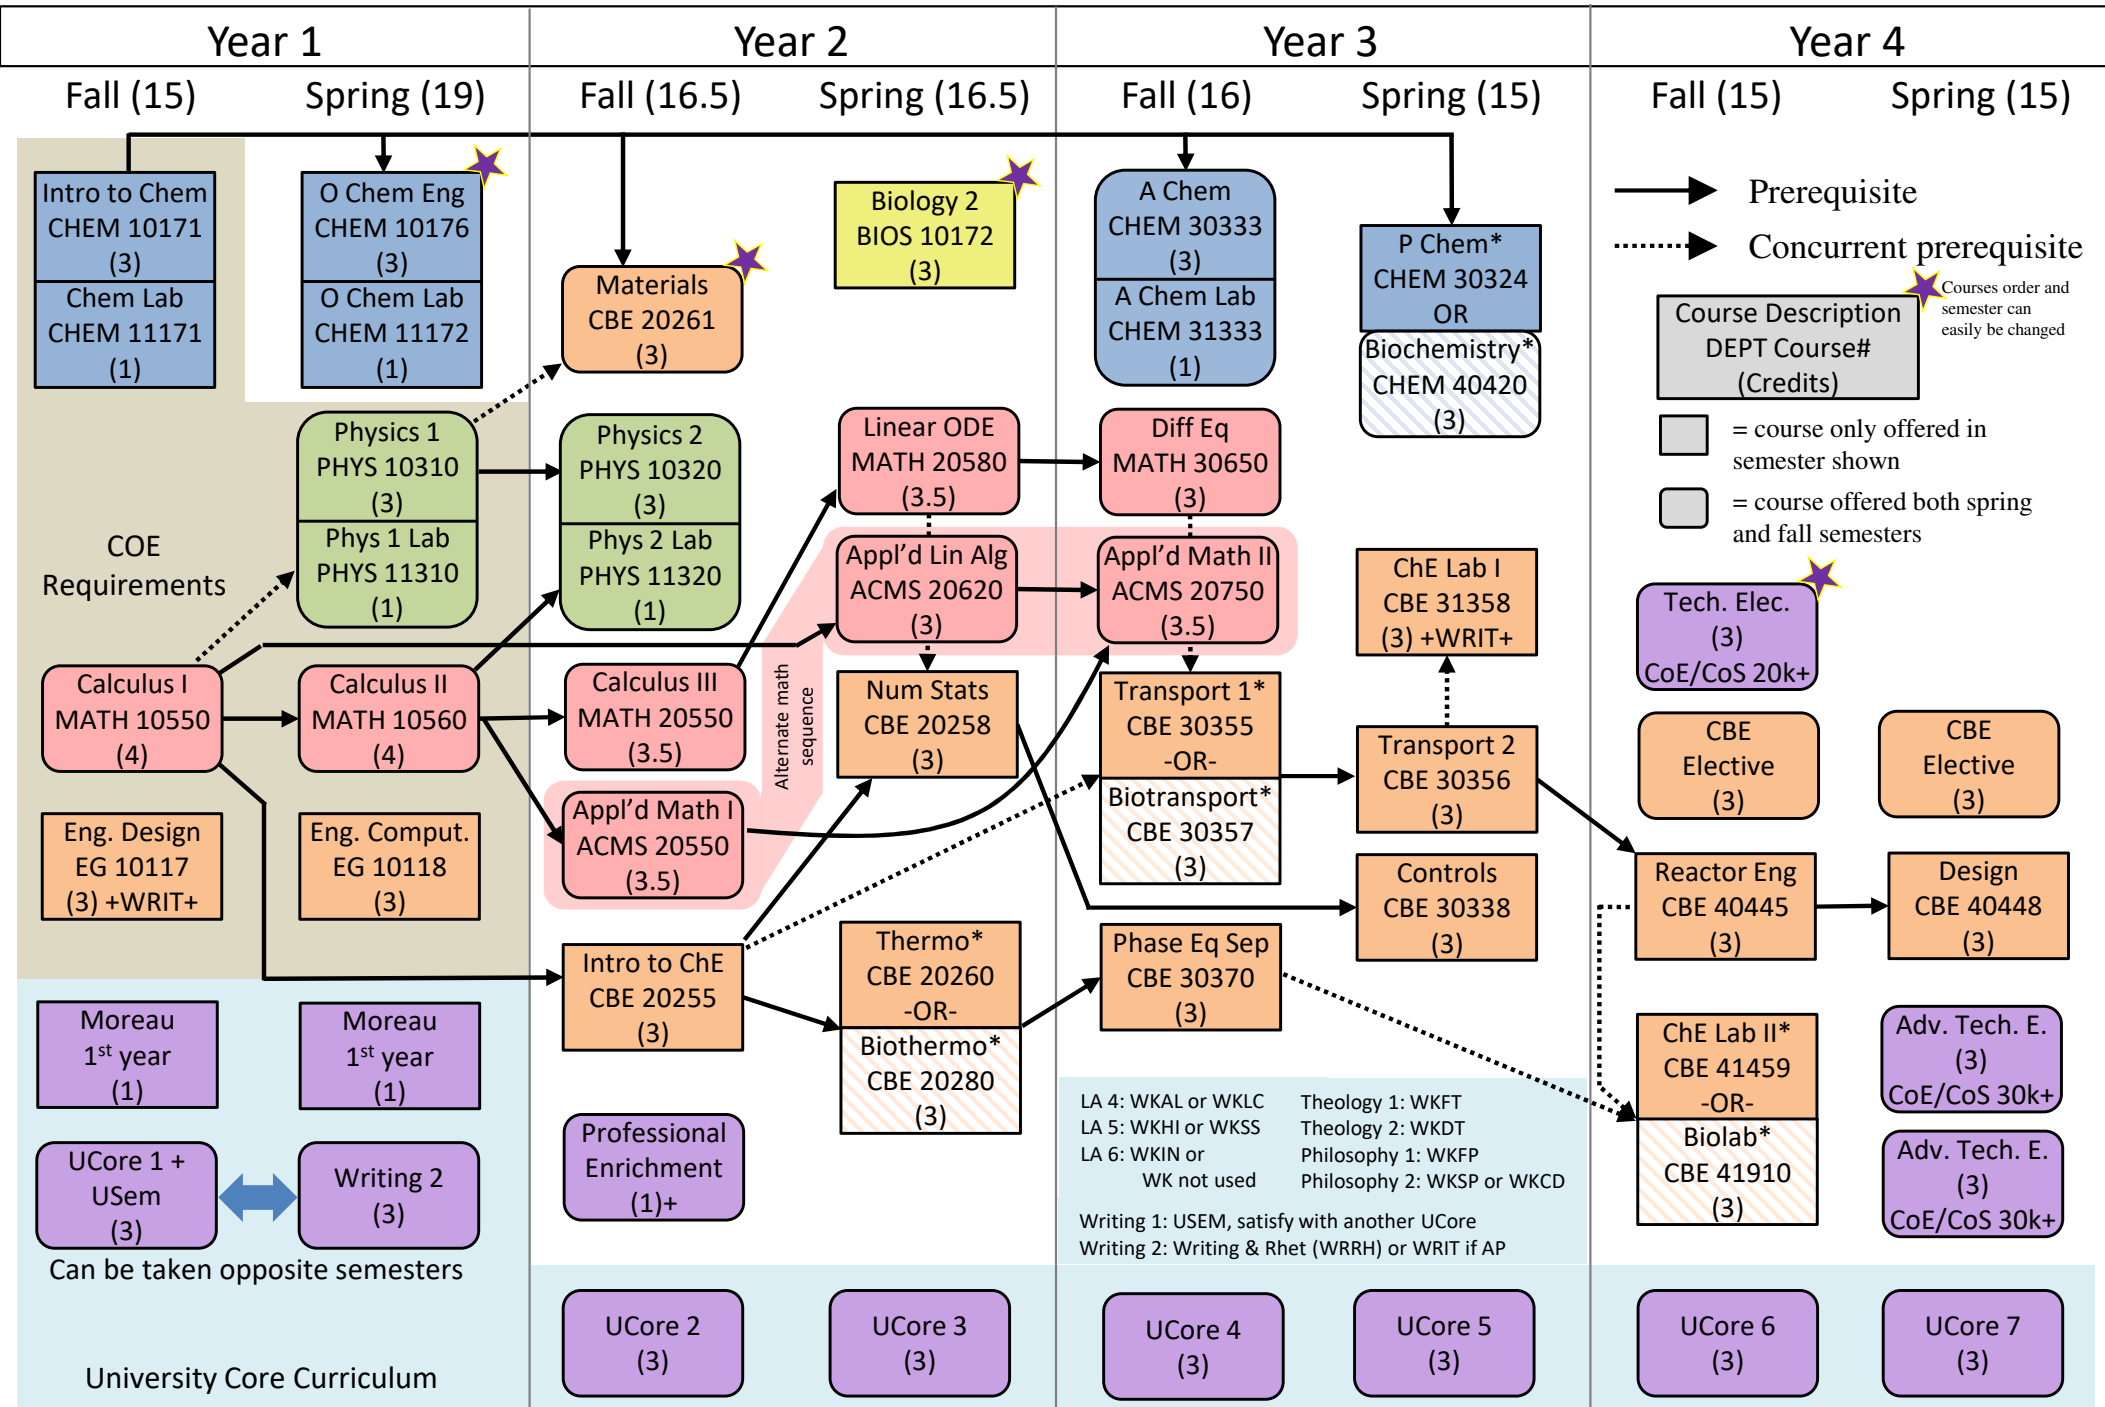 Year 1
Year 2
Year 3
Year 4
Fall (15)
Spring (19)
Fall (16.5)
Spring (16.5)
Fall (16)
Spring (15)
Fall (15)
Spring (15)
Intro to Chem
CHEM 10171
(3)
Chem Lab
CHEM 11171
(1)
COE
Requirements
Calculus I
MATH 10550
(4)
Eng. Design
EG 10117
(3) +WRIT+
Moreau
1st year
(1)
UCore 1 +
USem
(3)
O Chem Eng
CHEM 10176
(3)
O Chem Lab
CHEM 11172
(1)
Physics 1
PHYS 10310
(3)
Phys 1 Lab
PHYS 11310
(1)
Calculus II
MATH 10560
(4)
Eng. Comput.
EG 10118
(3)
Moreau
1st year
(1)
Writing 2
(3)
Can be taken opposite semesters
University Core Curriculum
Materials
CBE 20261
(3)
Physics 2
PHYS 10320
(3)
Phys 2 Lab
PHYS 11320
(1)
Calculus III
MATH 20550
(3.5)
Appl’d Math I
ACMS 20550
(3.5)
Alternate math
sequence
Intro to ChE
CBE 20255
(3)
Professional
Enrichment
(1)+
UCore 2
(3)
Biology 2
BIOS 10172
(3)
Linear ODE
MATH 20580
(3.5)
Appl’d Lin Alg
ACMS 20620
(3)
Num Stats
CBE 20258
(3)
Thermo*
CBE 20260
-OR-
Biothermo*
CBE 20280
(3)
UCore 3
(3)
A Chem
CHEM 30333
(3)
A Chem Lab
CHEM 31333
(1)
Diff Eq
MATH 30650
(3)
Appl’d Math II
ACMS 20750
(3.5)
Transport 1*
CBE 30355
-OR-
Biotransport*
CBE 30357
(3)
Phase Eq Sep
CBE 30370
(3)
LA 4: WKAL or WKLC
LA 5: WKHI or WKSS
LA 6: WKIN or
WK not used
Theology 1: WKFT
Theology 2: WKDT
Philosophy 1: WKFP
Philosophy 2: WKSP or WKCD
Writing 1: USEM, satisfy with another UCore
Writing 2: Writing & Rhet (WRRH) or WRIT if AP
UCore 4
(3)
P Chem*
CHEM 30324
OR
Biochemistry*
CHEM 40420
(3)
ChE Lab I
CBE 31358
(3) +WRIT+
Transport 2
CBE 30356
(3)
Controls
CBE 30338
(3)
UCore 5
(3)
Prerequisite
Concurrent prerequisite
Courses order and
semester can
easily be changed
Course Description
DEPT Course#
(Credits)
= course only offered in
semester shown
= course offered both spring
and fall semesters
Tech. Elec.
(3)
CoE/CoS 20k+
CBE
Elective
(3)
Reactor Eng
CBE 40445
(3)
ChE Lab II*
CBE 41459
-OR-
Biolab*
CBE 41910
(3)
UCore 6
(3)
CBE
Elective
(3)
Design
CBE 40448
(3)
Adv. Tech. E.
(3)
CoE/CoS 30k+
Adv. Tech. E.
(3)
CoE/CoS 30k+
UCore 7
(3)